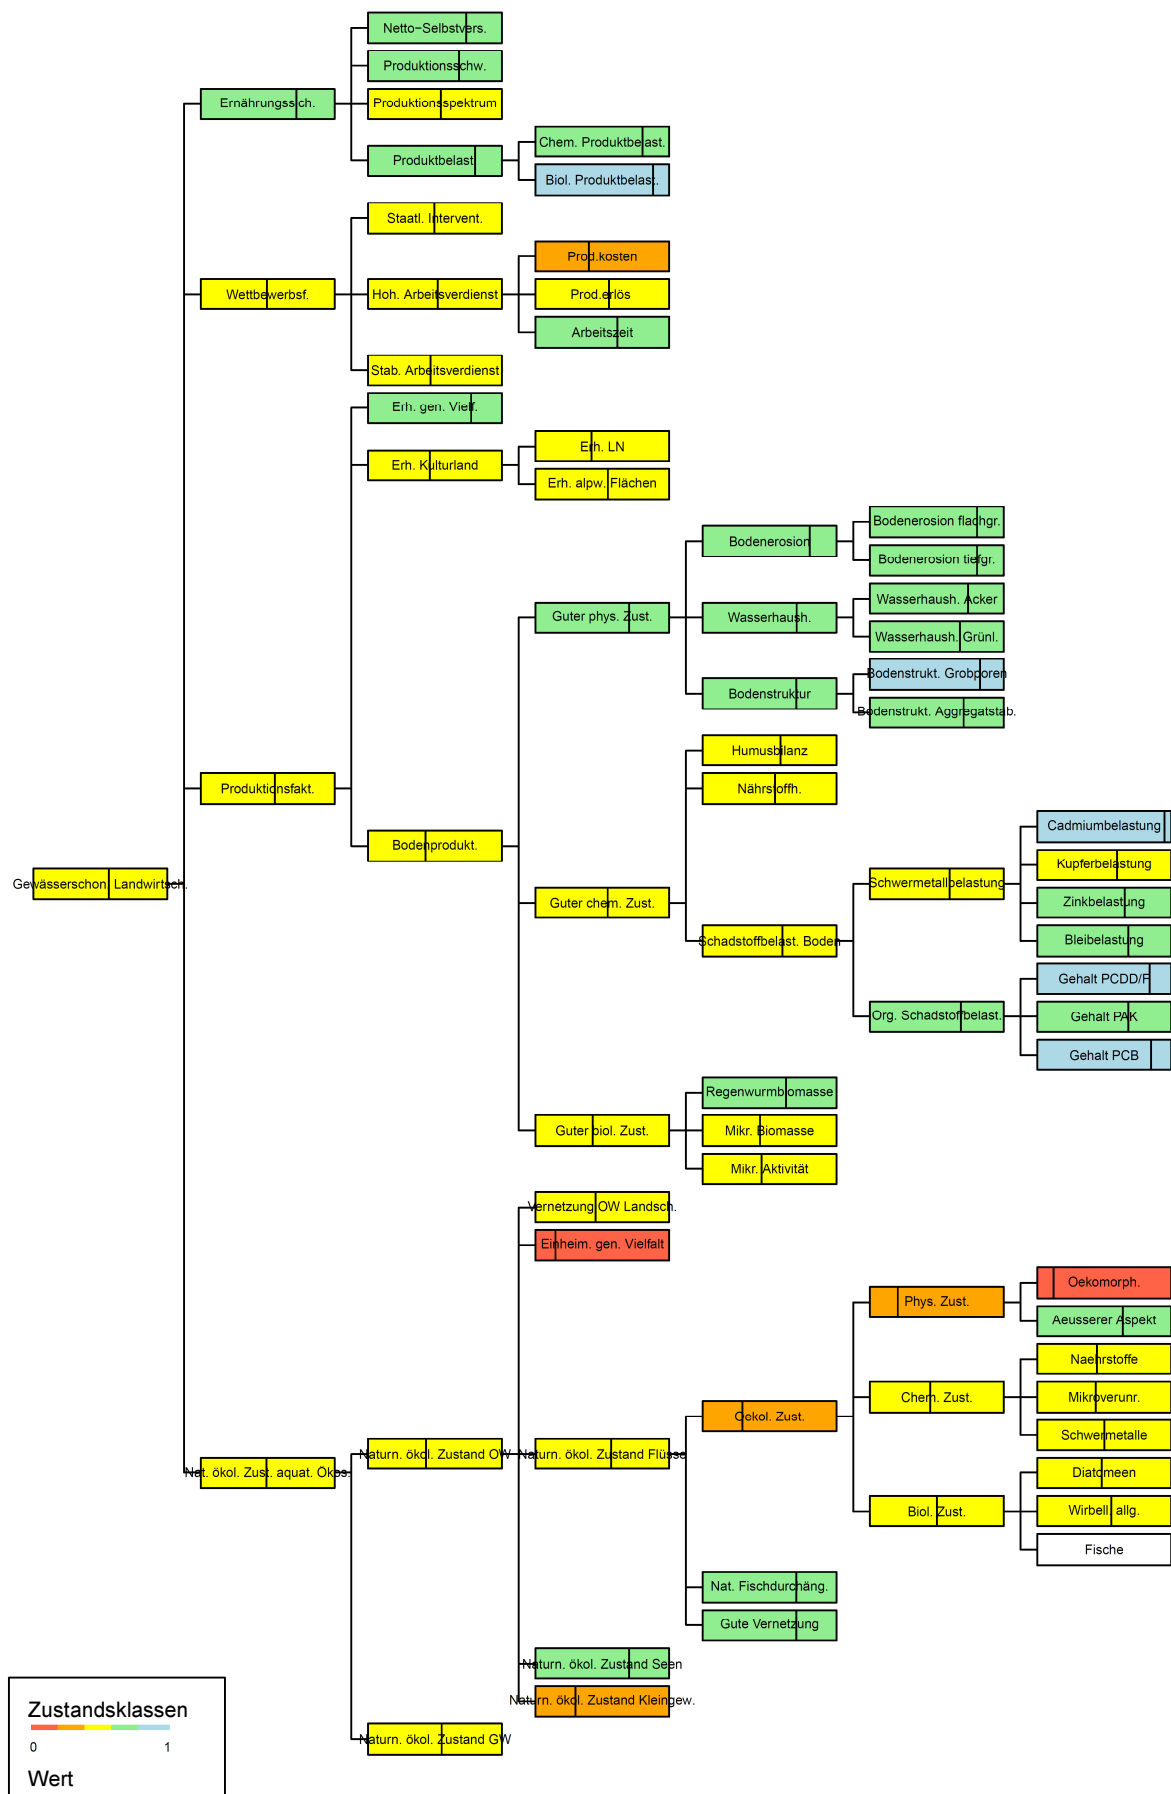 Netto−Selbstvers.
Produktionsschw.
Ernährungssich.
Produktionsspektrum
Chem. Produktbelast.
Produktbelast
Biol. Produktbelast.
Staatl. Intervent.
Prod.kosten
Wettbewerbsf.
Hoh. Arbeitsverdienst
Prod.erlös
Arbeitszeit
Stab. Arbeitsverdienst
Erh. gen. Vielf.
Erh. LN
Erh. Kulturland
Erh. alpw. Flächen
Bodenerosion flachgr.
Bodenerosion
Bodenerosion tiefgr.
Wasserhaush. Acker
Guter phys. Zust.
Wasserhaush.
Wasserhaush. Grünl.
Bodenstrukt. Grobporen
Bodenstruktur
Bodenstrukt. Aggregatstab.
Humusbilanz
Produktionsfakt.
Nährstoffh.
Cadmiumbelastung
Bodenprodukt.
Kupferbelastung
Gewässerschon. Landwirtsch.
Schwermetallbelastung
Guter chem. Zust.
Zinkbelastung
Schadstoffbelast. Boden
Bleibelastung
Gehalt PCDD/F
Org. Schadstoffbelast.
Gehalt PAK
Gehalt PCB
Regenwurmbiomasse
Guter biol. Zust.
Mikr. Biomasse
Mikr. Aktivität
Vernetzung OW Landsch.
Einheim. gen. Vielfalt
Oekomorph.
Phys. Zust.
Aeusserer Aspekt
Naehrstoffe
Chem. Zust.
Mikroverunr.
Oekol. Zust.
Schwermetalle
Naturn. ökol. Zustand OW
Naturn. ökol. Zustand Flüsse
Nat. ökol. Zust. aquat. Ökos.
Diatomeen
Biol. Zust.
Wirbell. allg.
Fische
Nat. Fischdurchgäng.
Gute Vernetzung
Naturn. ökol. Zustand Seen
Naturn. ökol. Zustand Kleingew.
Naturn. ökol. Zustand GW
Zustandsklassen
0 1
Wert